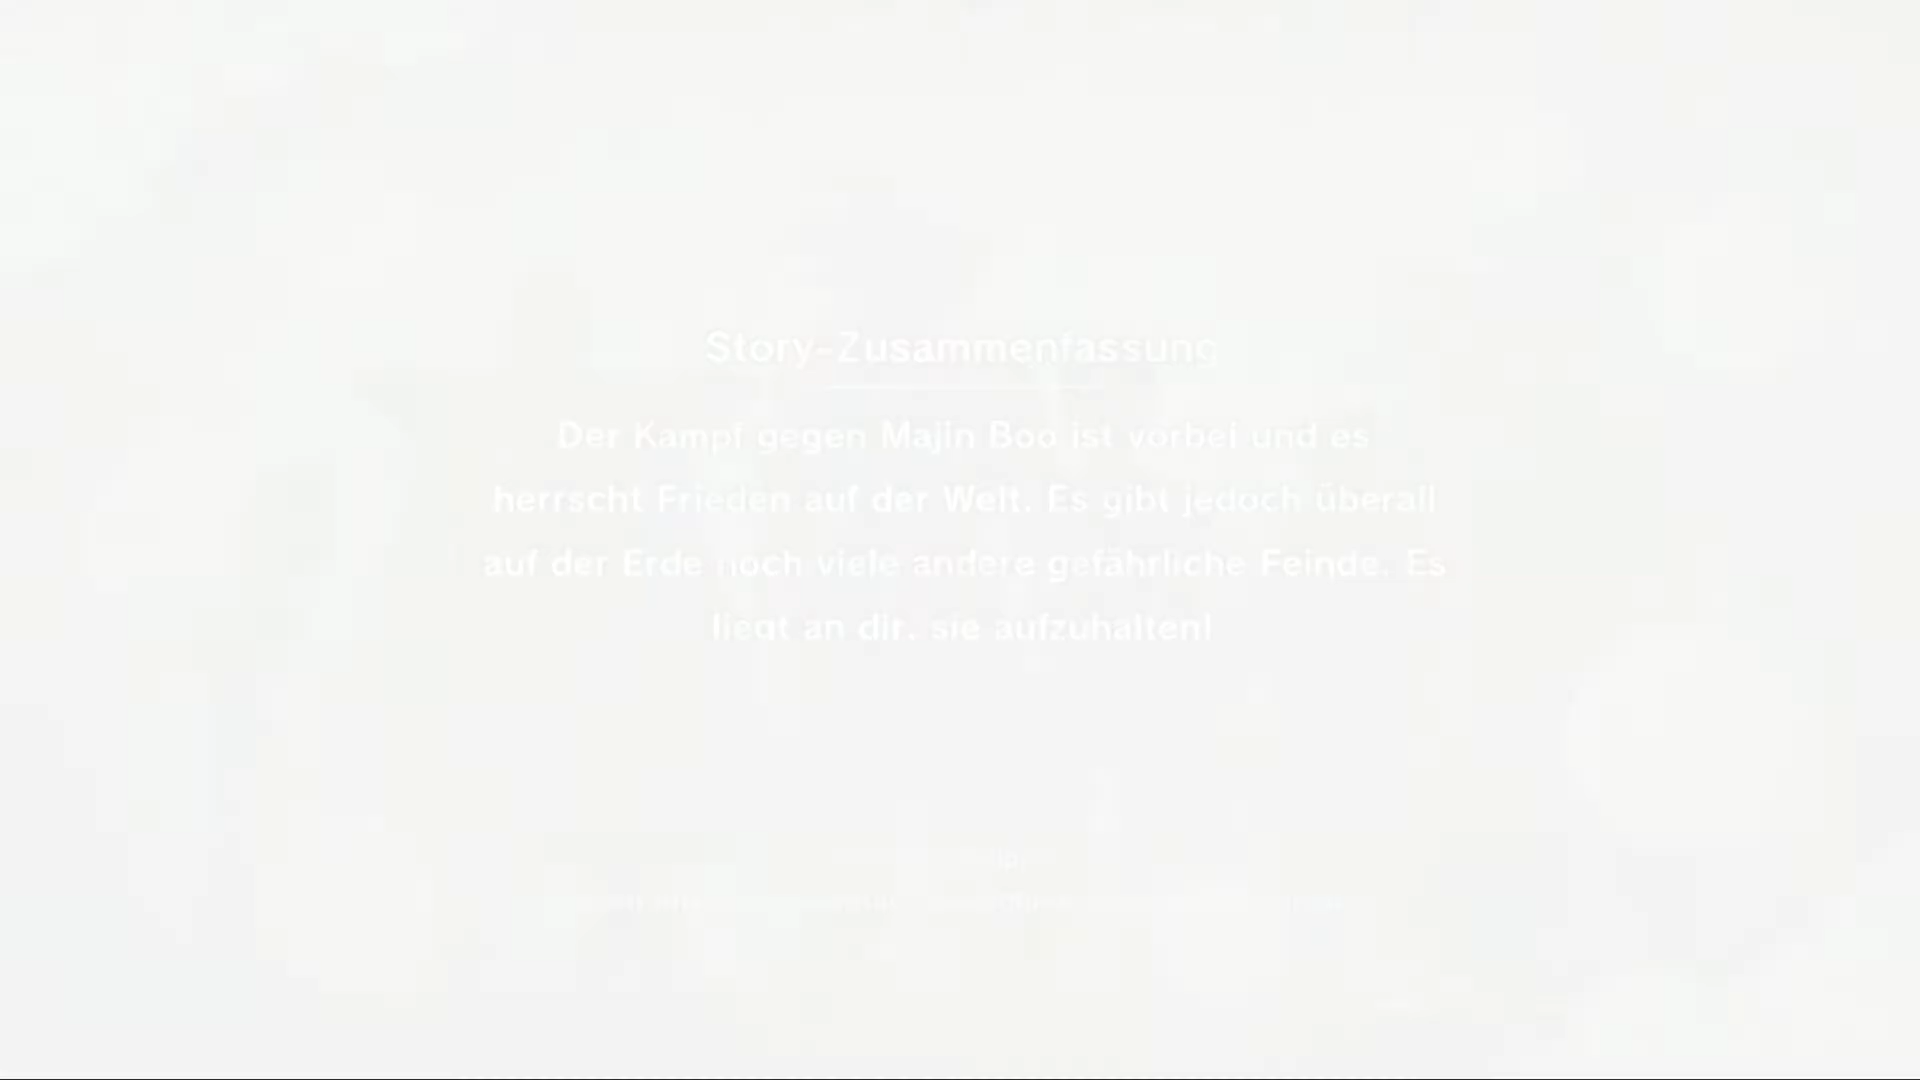 Story-Zusammenfassung
Der Kampf gegen Majin Boo ist vorbei und es
herrscht Frieden auf der Welt. Es gibt jedoch überall
auf der Erde noch viele andere gefährliche Feinde. Es
liegt an dir, sie aufzuhalten!